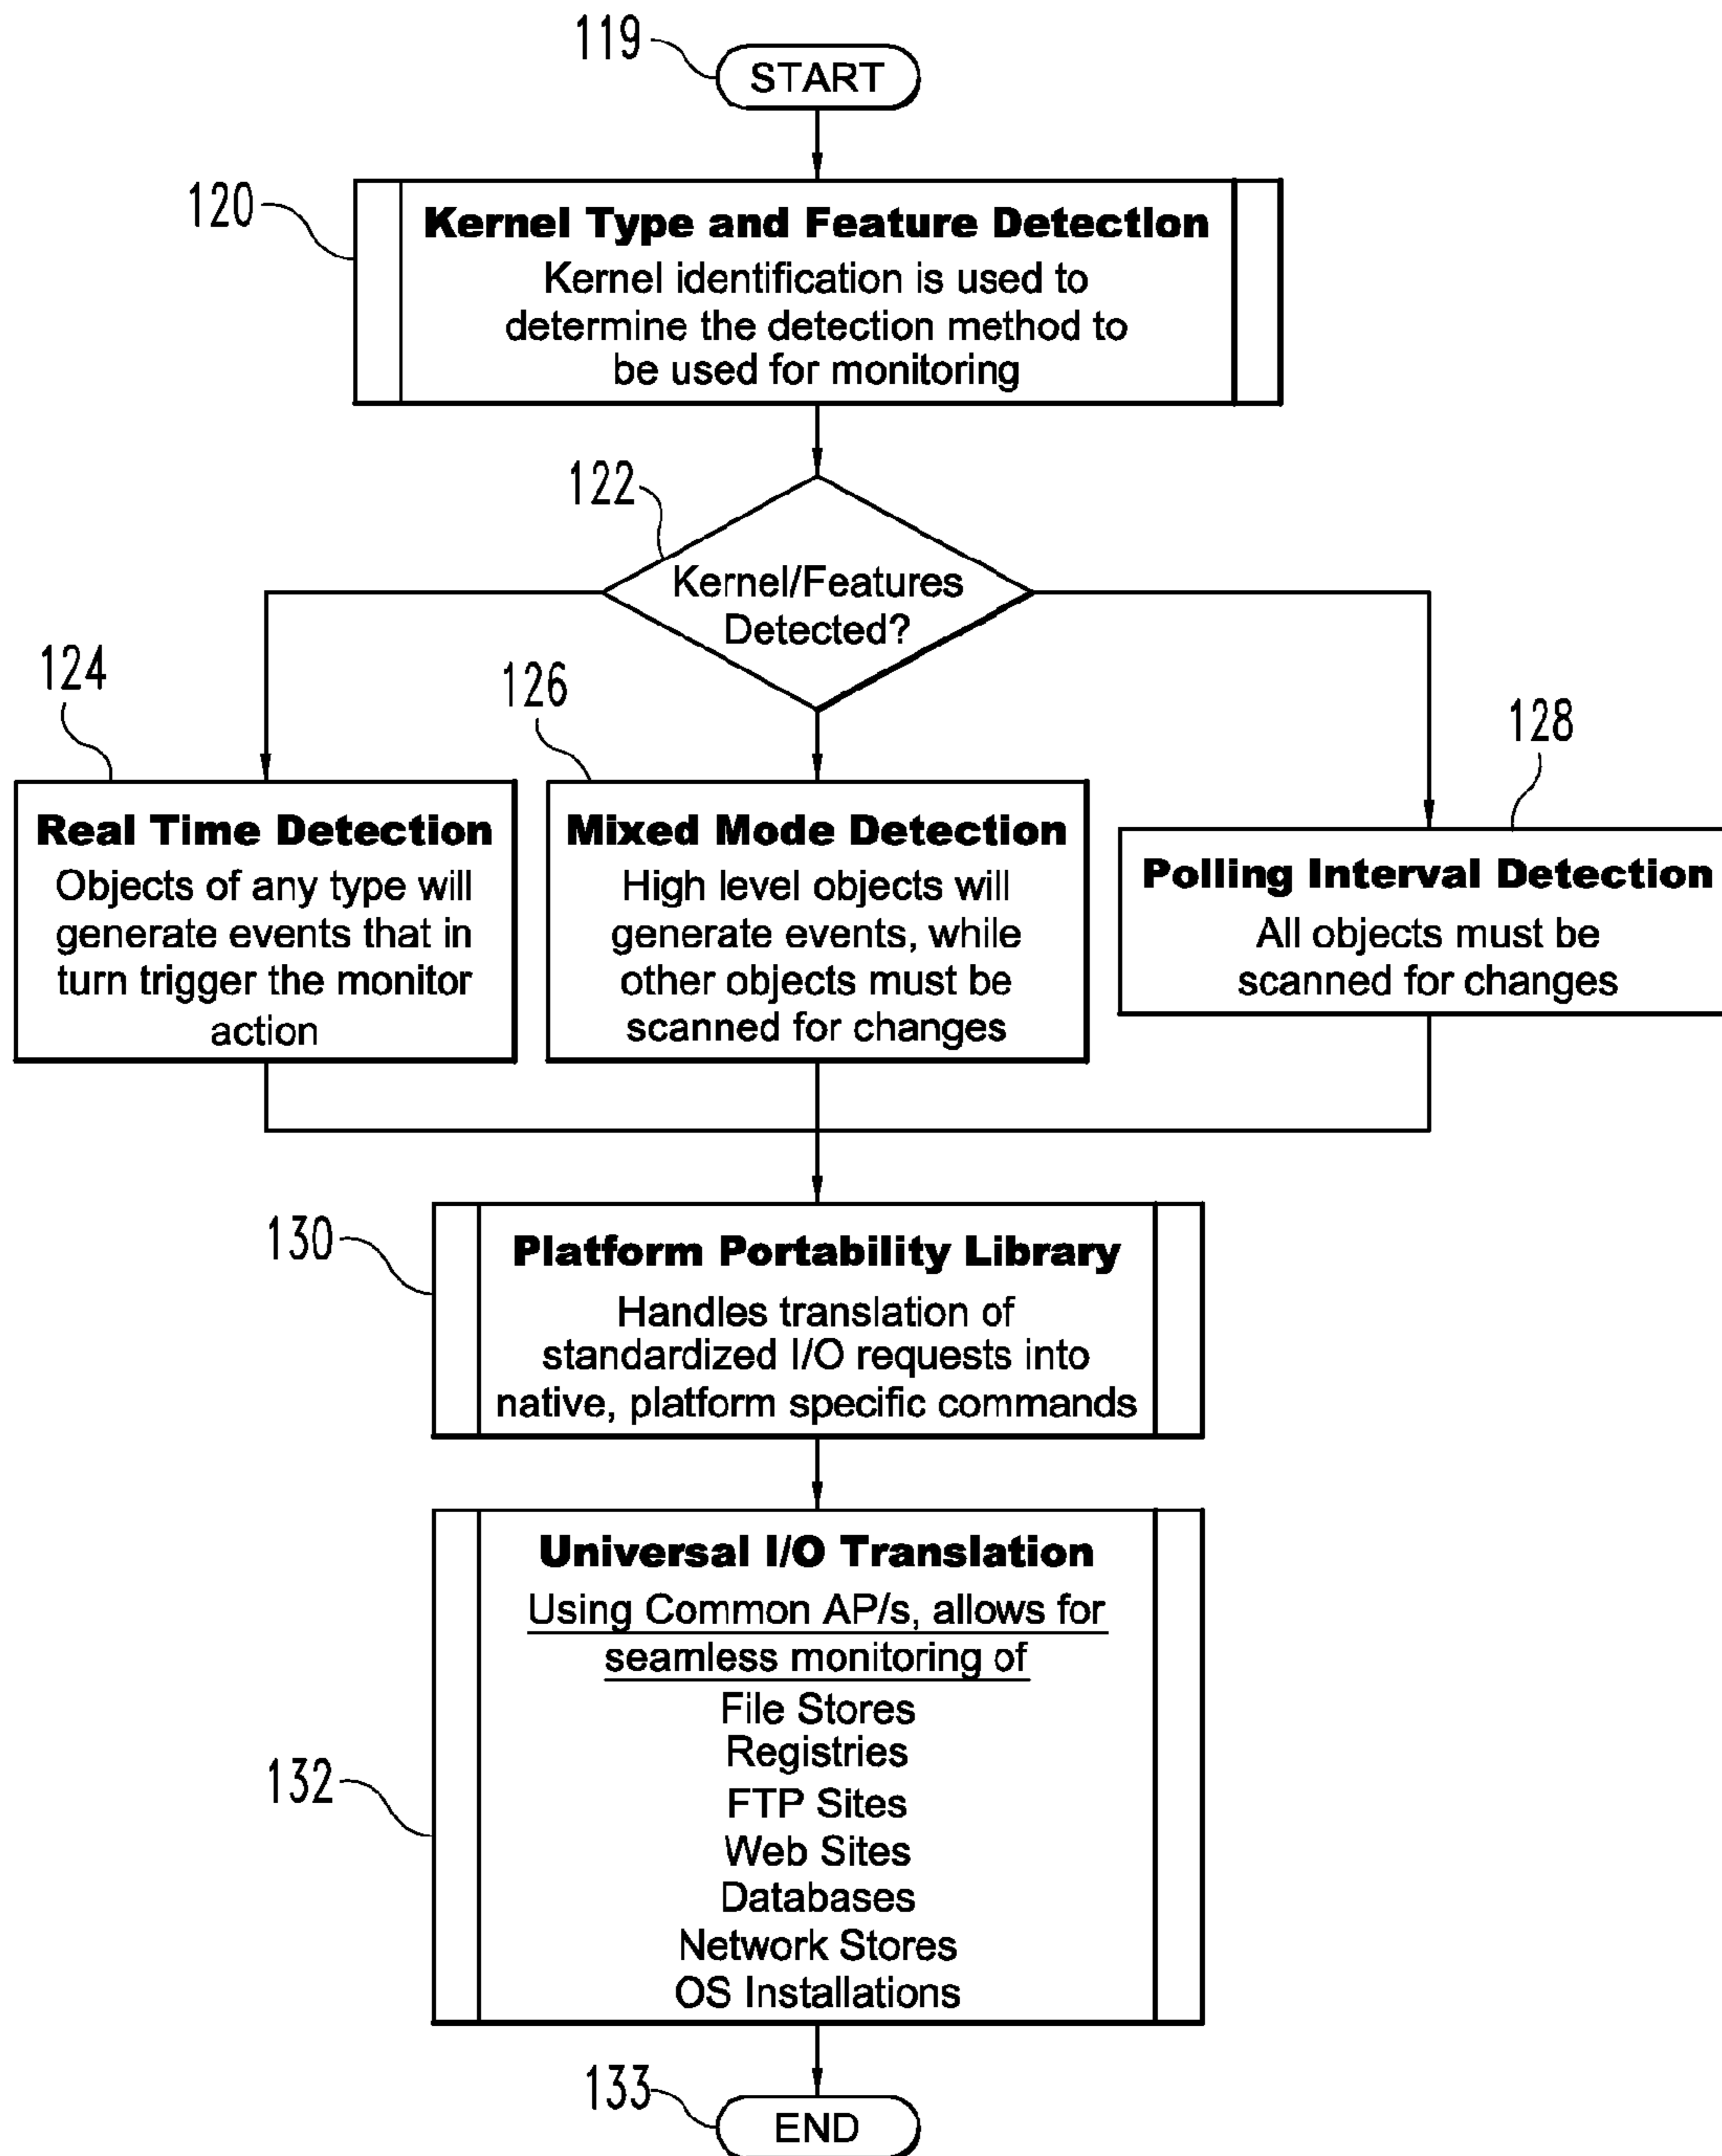 119
START
120
Kernel Type and Feature Detection
Kernel identification is used to
determine the detection method to
be used for monitoring
122
Kernel/Features
Detected?
124
Real Time Detection
Objects of any type will
generate events that in
turn trigger the monitor
action
126
Mixed Mode Detection
High level objects will
generate events, while
other objects must be
scanned for changes
128
Polling Interval Detection
All objects must be
scanned for changes
130
Platform Portability Library
Handles translation of
standardized I/O requests into
native, platform specific commands
132
Universal I/O Translation
Using Common AP/s, allows for
seamless monitoring of
File Stores
Registries
FTP Sites
Web Sites
Databases
Network Stores
OS Installations
133
END